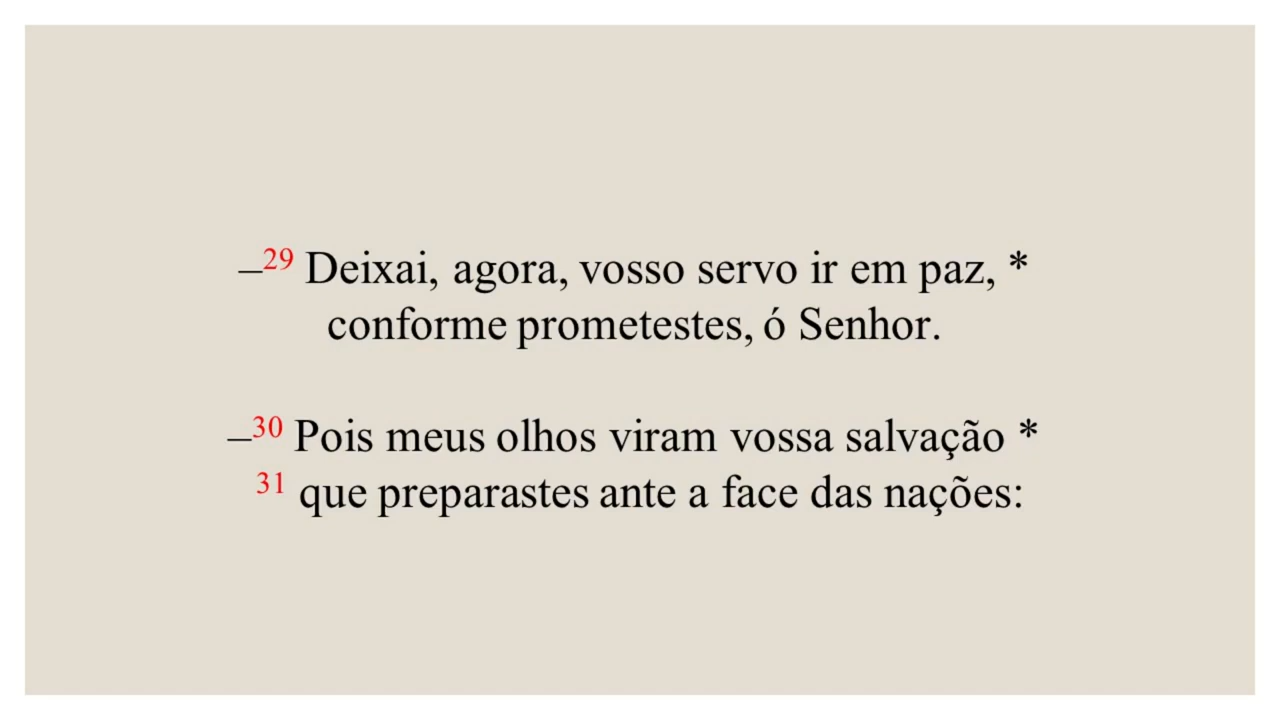 –29 Deixai, agora, vosso servo ir em paz, *
conforme prometestes, ó Senhor.
–30 Pois meus olhos viram vossa salvação *
31 que preparastes ante a face das nações: